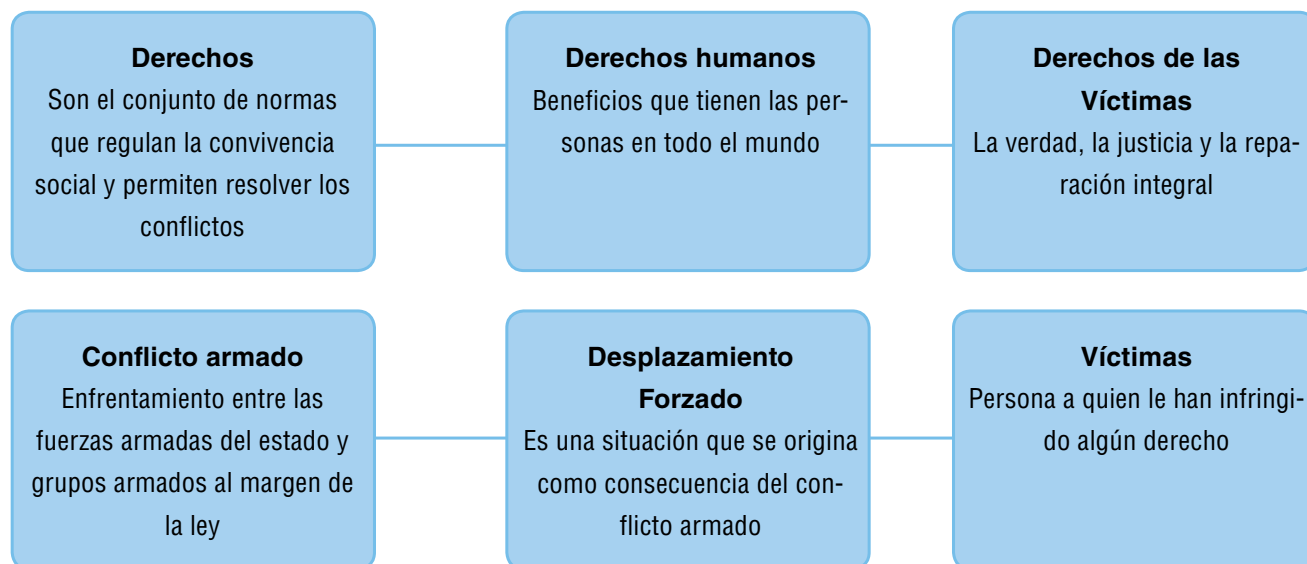 Derechos
Son el conjunto de normas
que regulan la convivencia
social y permiten resolver los
conflictos
Derechos humanos
Beneficios que tienen las per-
sonas en todo el mundo
Derechos de las
Víctimas
La verdad, la justicia y la repa-
ración integral
Conflicto armado
Enfrentamiento entre las
fuerzas armadas del estado y
grupos armados al margen de
la ley
Desplazamiento
Forzado
Es una situación que se origina
como consecuencia del con-
flicto armado
Víctimas
Persona a quien le han infringi-
do algún derecho